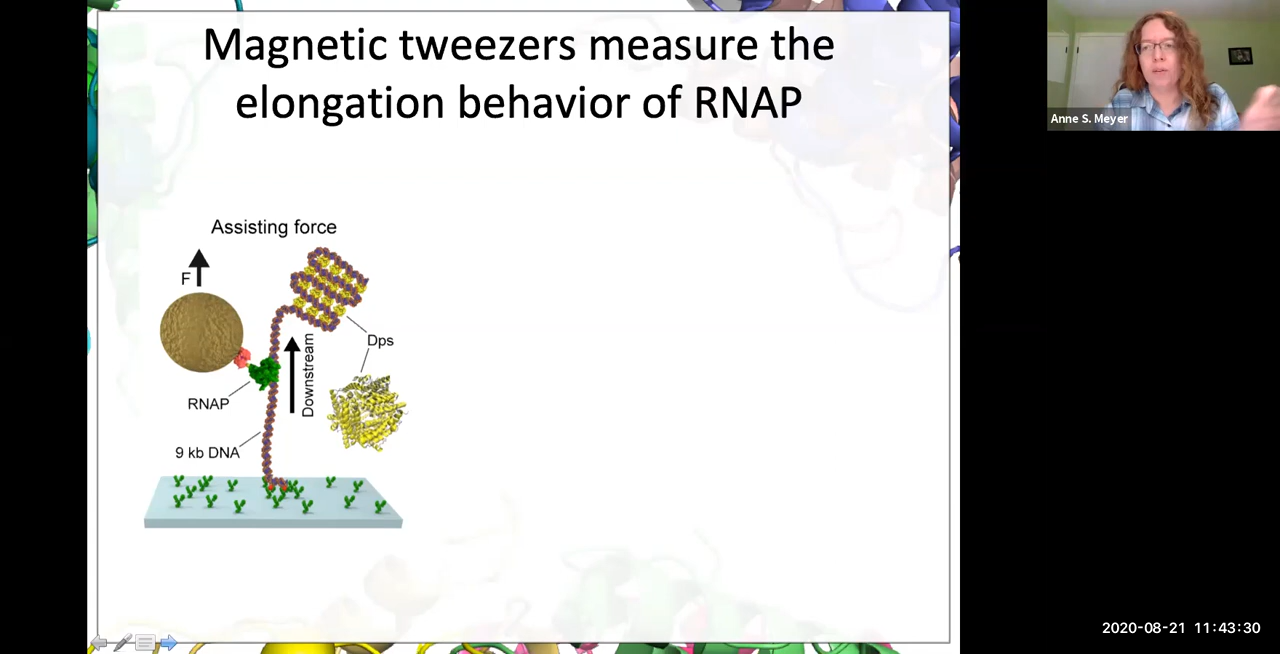 Magnetic tweezers measure the
elongation behavior of RNAP
Anne S. Meyer
Assisting force
F
Dps
Downstream
RNAP
9 kb DNA
2020-08-21 11:43:30